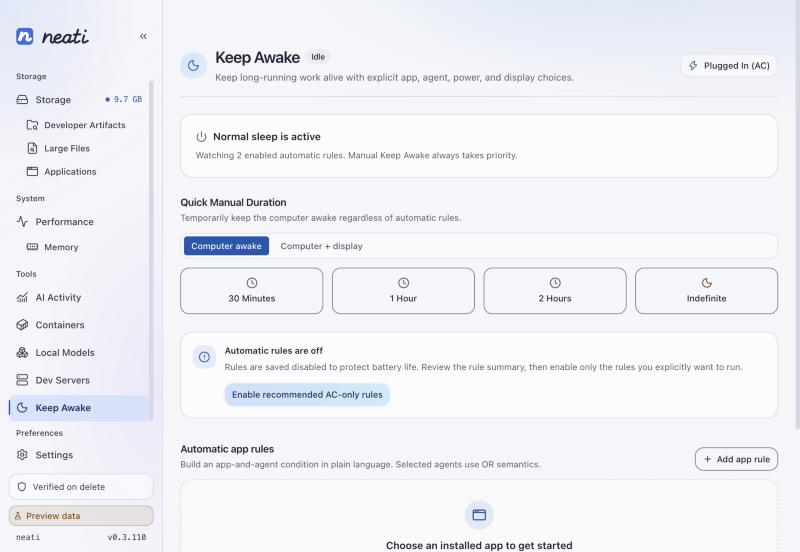 neati
«
Storage
Storage
9.7 GB
Developer Artifacts
Large Files
Applications
System
Performance
Memory
Tools
AI Activity
Containers
Local Models
Dev Servers
Keep Awake
Preferences
Settings
Verified on delete
Preview data
neati
v0.3.110
Keep Awake
Idle
Keep long-running work alive with explicit app, agent, power, and display choices.
Plugged In (AC)
Normal sleep is active
Watching 2 enabled automatic rules. Manual Keep Awake always takes priority.
Quick Manual Duration
Temporarily keep the computer awake regardless of automatic rules.
Computer awake
Computer + display
30 Minutes
1 Hour
2 Hours
Indefinite
Automatic rules are off
Rules are saved disabled to protect battery life. Review the rule summary, then enable only the rules you explicitly want to run.
Enable recommended AC-only rules
Automatic app rules
Build an app-and-agent condition in plain language. Selected agents use OR semantics.
+ Add app rule
Choose an installed app to get started